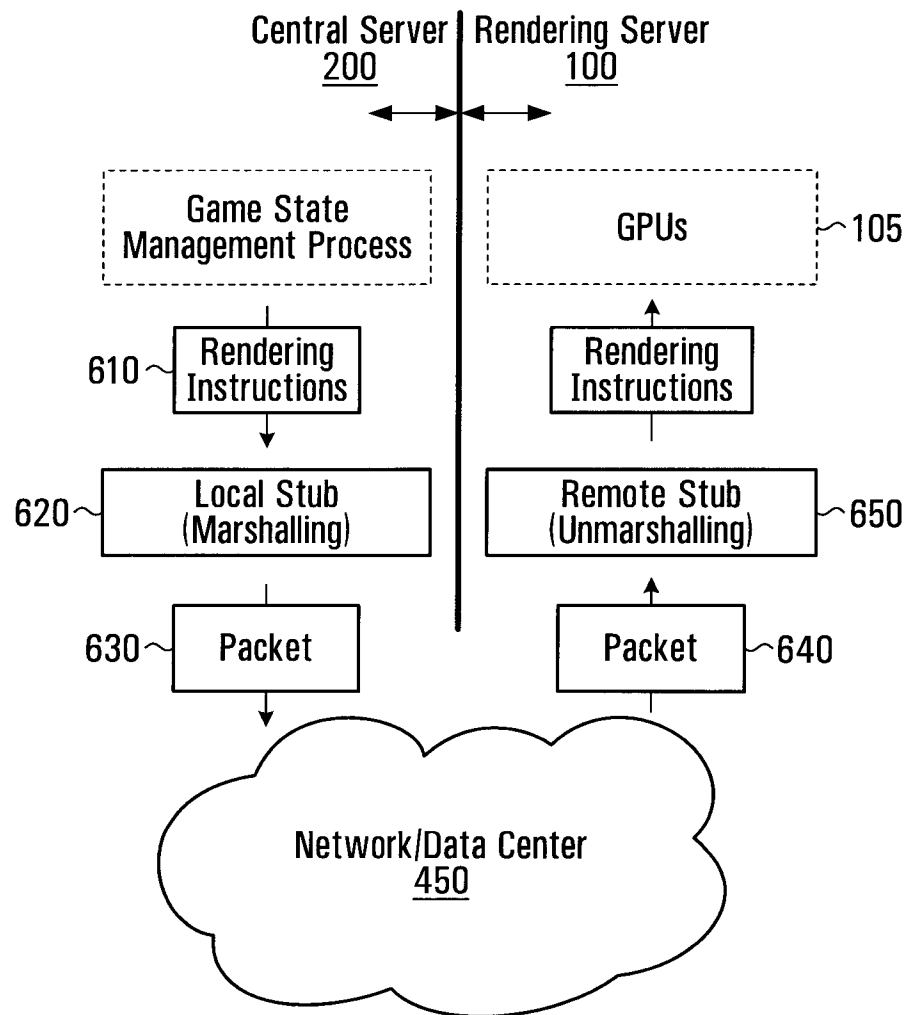 Central Server
200
Rendering Server
100
Game State
Management Process
GPUs
105
610
Rendering
Instructions
Rendering
Instructions
620
Local Stub
(Marshalling)
Remote Stub
(Unmarshalling)
650
630
Packet
Packet
640
Network/Data Center
450